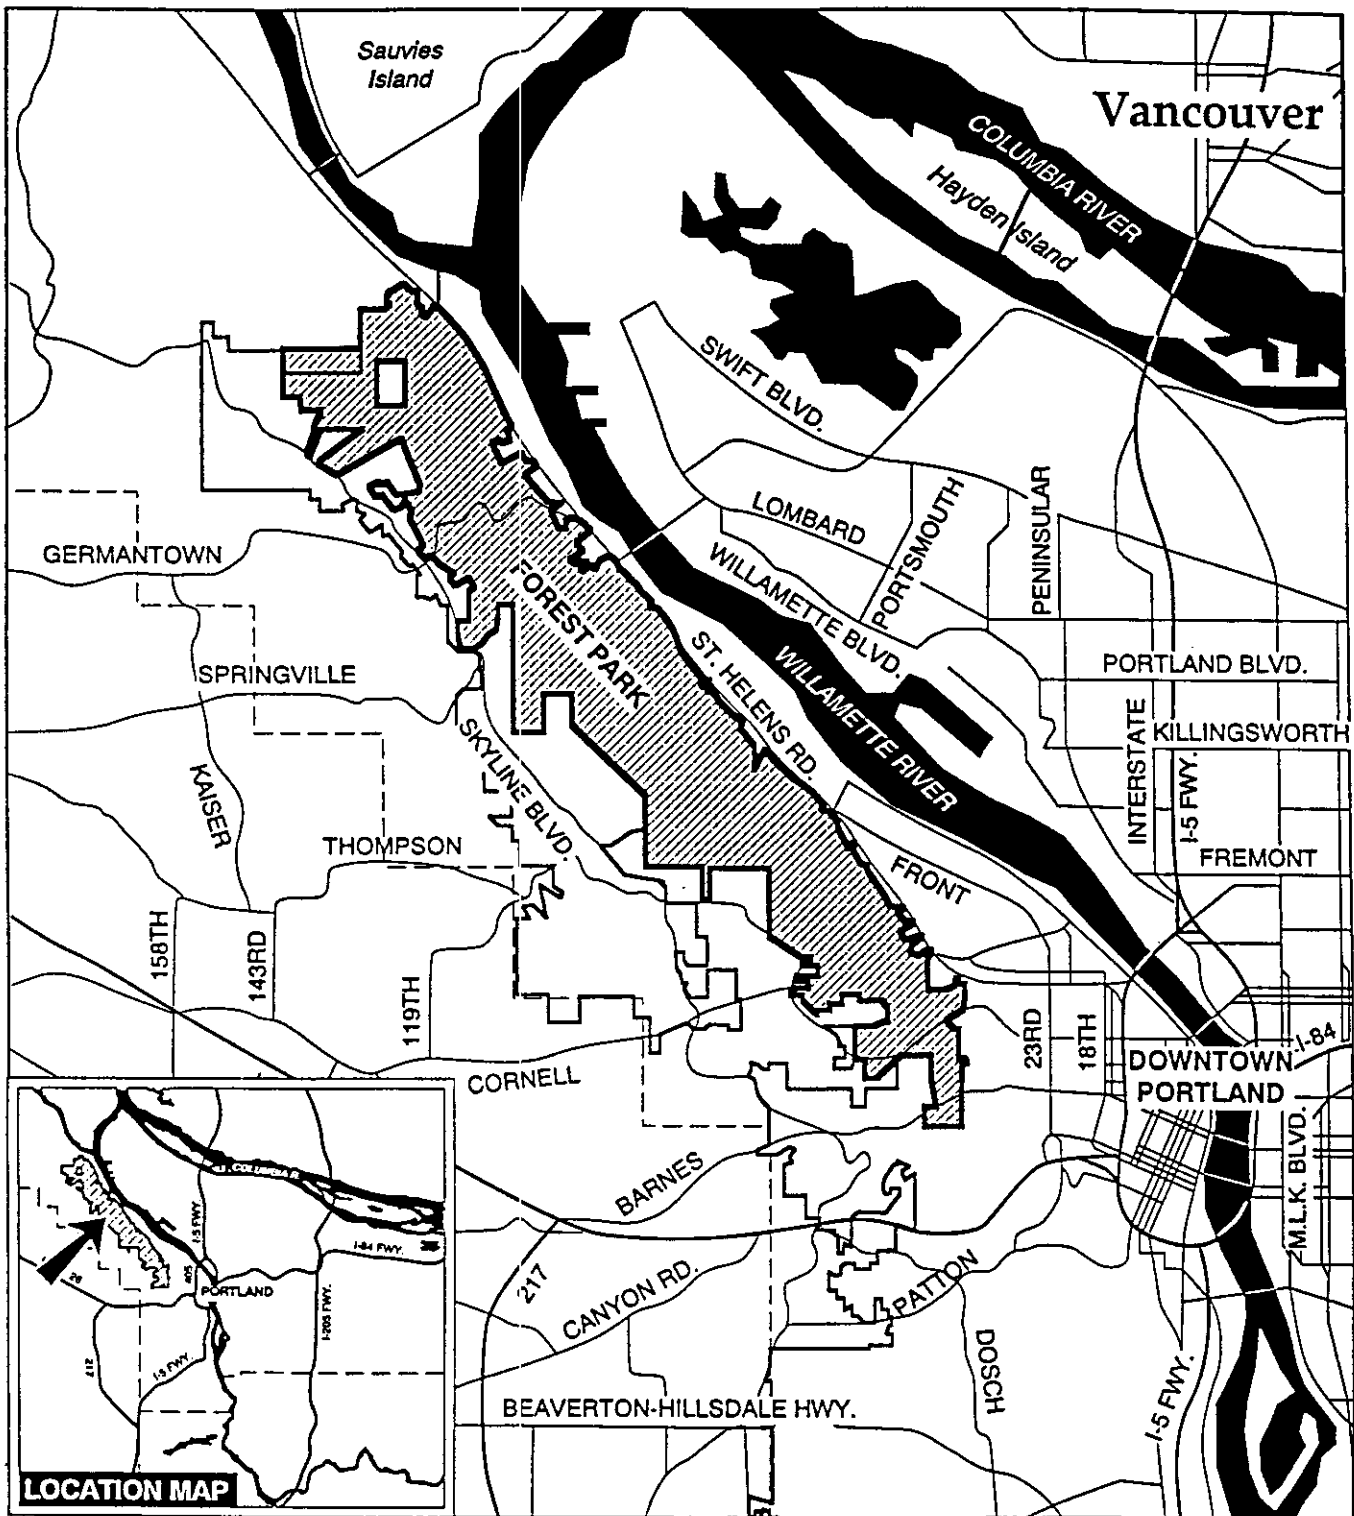 Sauvies
Island
Vancouver
COLUMBIA RIVER
Hayden Island
SWIFT BLVD.
LOMBARD
PORTSMOUTH
PENINSULAR
GERMANTOWN
WILLAMETTE BLVD.
FOREST PARK
ST. HELENS RD.
WILLAMETTE RIVER
PORTLAND BLVD.
SPRINGVILLE
SKYLINE BLVD.
KILLINGSWORTH
INTERSTATE
I-5 FWY.
KAISER
THOMPSON
FRONT
FREMONT
158TH
143RD
119TH
23RD
18TH
I-84
CORNELL
DOWNTOWN
PORTLAND
M.L.K. BLVD.
BARNES
217
CANYON RD.
PATTON
DOSCH
I-5 FWY.
BEAVERTON-HILLSDALE HWY.
COLUMBIA R.
I-5 FWY.
I-84 FWY.
26
405
PORTLAND
I-205 FWY.
217
I-5 FWY.
LOCATION MAP